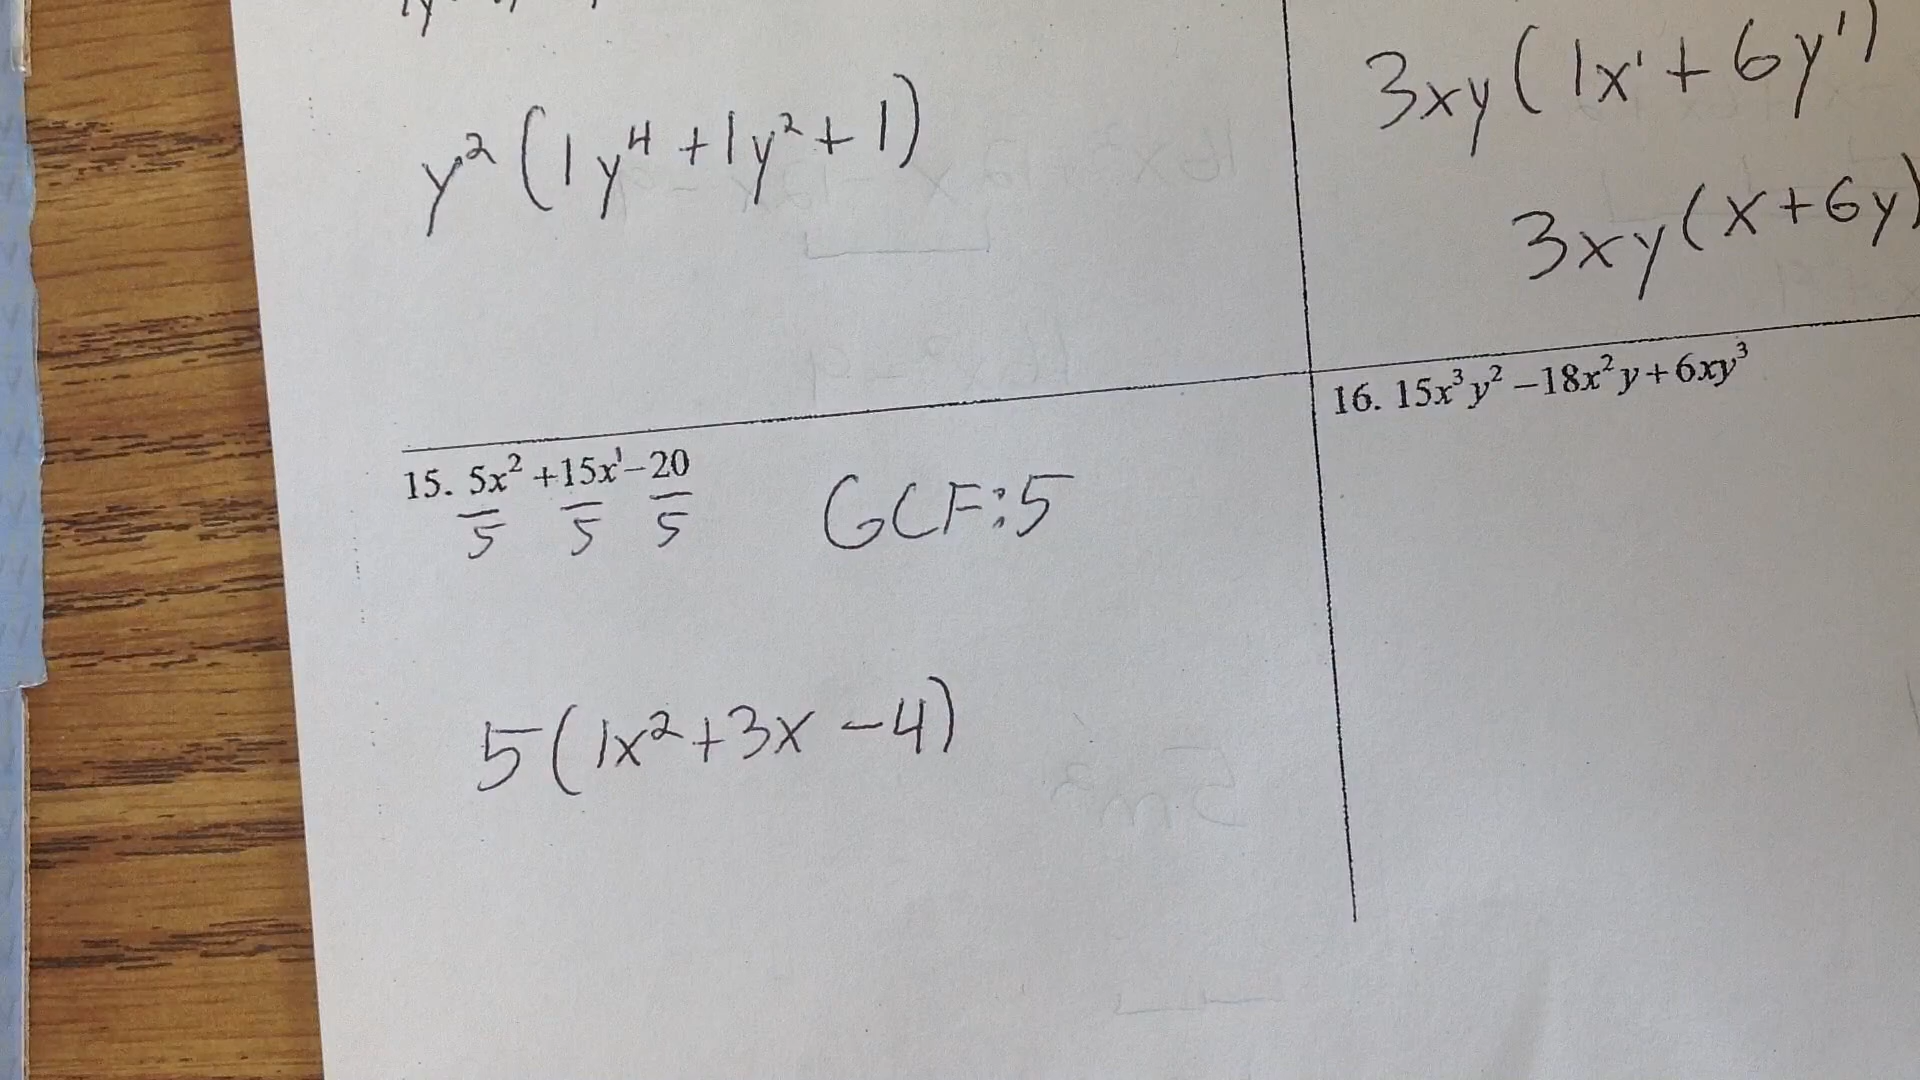 y² (1y⁴ + 1y² + 1)
3xy (1x¹ + 6y¹)
3xy (x + 6y)
15. 5x² + 15x¹ – 20
5 5 5
GCF: 5
5 (1x² + 3x – 4)
16. 15x³y² – 18x²y + 6xy³